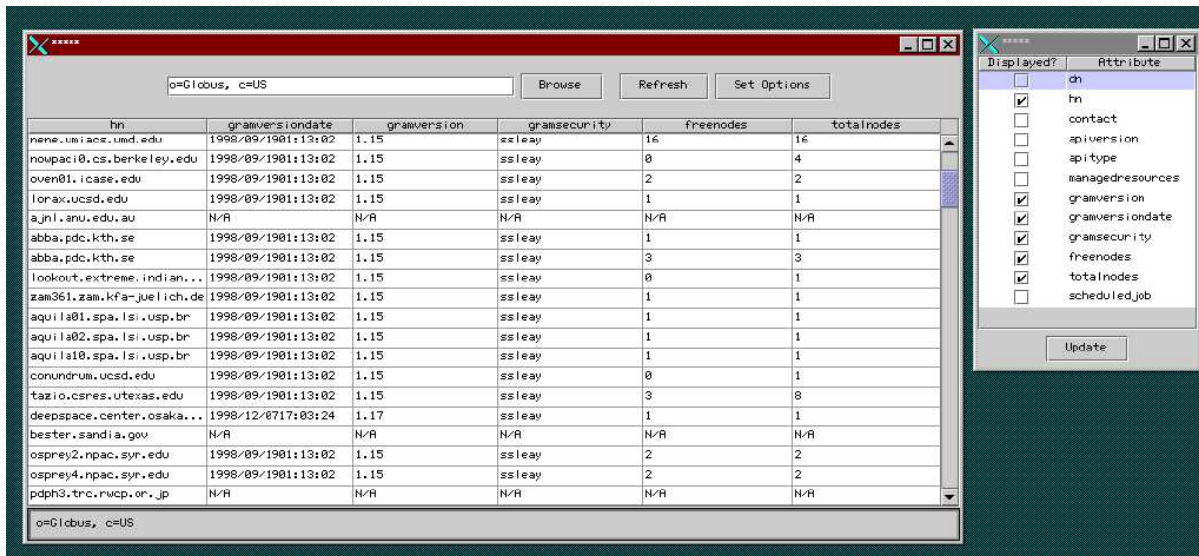 *****
o=Globus, c=US Browse Refresh Set Options
hn gramversiondate gramversion gramsecurity freenodes totalnodes
nene.umiacs.umd.edu 1998/09/1901:13:02 1.15 ssleay 16 16
nowpaci0.cs.berkeley.edu 1998/09/1901:13:02 1.15 ssleay 0 4
oven01.icase.edu 1998/09/1901:13:02 1.15 ssleay 2 2
lorax.ucsd.edu 1998/09/1901:13:02 1.15 ssleay 1 1
ajnl.anu.edu.au N/A N/A N/A N/A N/A
abba.pdc.kth.se 1998/09/1901:13:02 1.15 ssleay 1 1
abba.pdc.kth.se 1998/09/1901:13:02 1.15 ssleay 3 3
lookout.extreme.indian... 1998/09/1901:13:02 1.15 ssleay 0 1
zam361.zam.kfa-juelich.de 1998/09/1901:13:02 1.15 ssleay 1 1
aquila01.spa.lsi.usp.br 1998/09/1901:13:02 1.15 ssleay 1 1
aquila02.spa.lsi.usp.br 1998/09/1901:13:02 1.15 ssleay 1 1
aquila10.spa.lsi.usp.br 1998/09/1901:13:02 1.15 ssleay 1 1
conundrum.ucsd.edu 1998/09/1901:13:02 1.15 ssleay 0 1
tazio.csres.utexas.edu 1998/09/1901:13:02 1.15 ssleay 3 8
deepspace.center.osaka... 1998/12/0717:03:24 1.17 ssleay 1 1
bester.sandia.gov N/A N/A N/A N/A N/A
osprey2.npac.syr.edu 1998/09/1901:13:02 1.15 ssleay 2 2
osprey4.npac.syr.edu 1998/09/1901:13:02 1.15 ssleay 2 2
pdph3.trc.rwcp.or.jp N/A N/A N/A N/A N/A
o=Globus, c=US
*****
Displayed? Attribute
dn
hn
contact
apiversion
apitype
managedresources
gramversion
gramversiondate
gramsecurity
freenodes
totalnodes
scheduledjob
Update